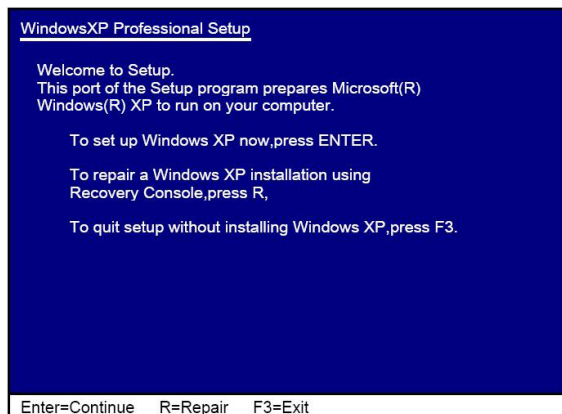 WindowsXP Professional Setup
Welcome to Setup.
This part of the Setup program prepares Microsoft(R)
Windows(R) XP to run on your computer.
To set up Windows XP now,press ENTER.
To repair a Windows XP installation using
Recovery Console,press R,
To quit setup without installing Windows XP,press F3.
Enter=Continue R=Repair F3=Exit